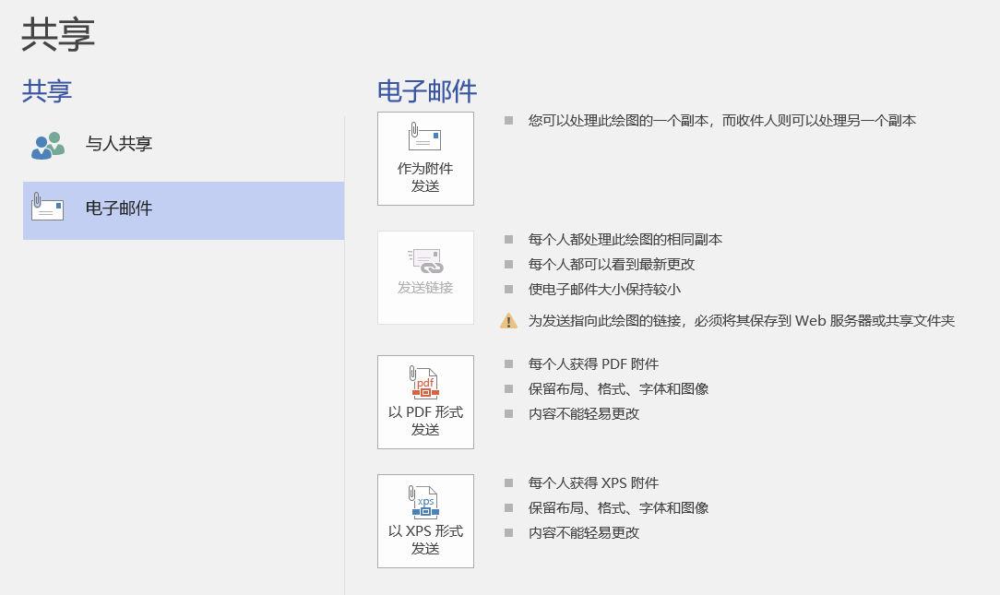 共享
共享
与人共享
电子邮件
电子邮件
作为附件
发送
您可以处理此绘图的一个副本，而收件人则可以处理另一个副本
发送链接
每个人都处理此绘图的相同副本
每个人都可以看到最新更改
使电子邮件大小保持较小
为发送指向此绘图的链接，必须将其保存到 Web 服务器或共享文件夹
pdf
以 PDF 形式
发送
每个人获得 PDF 附件
保留布局、格式、字体和图像
内容不能轻易更改
xps
以 XPS 形式
发送
每个人获得 XPS 附件
保留布局、格式、字体和图像
内容不能轻易更改